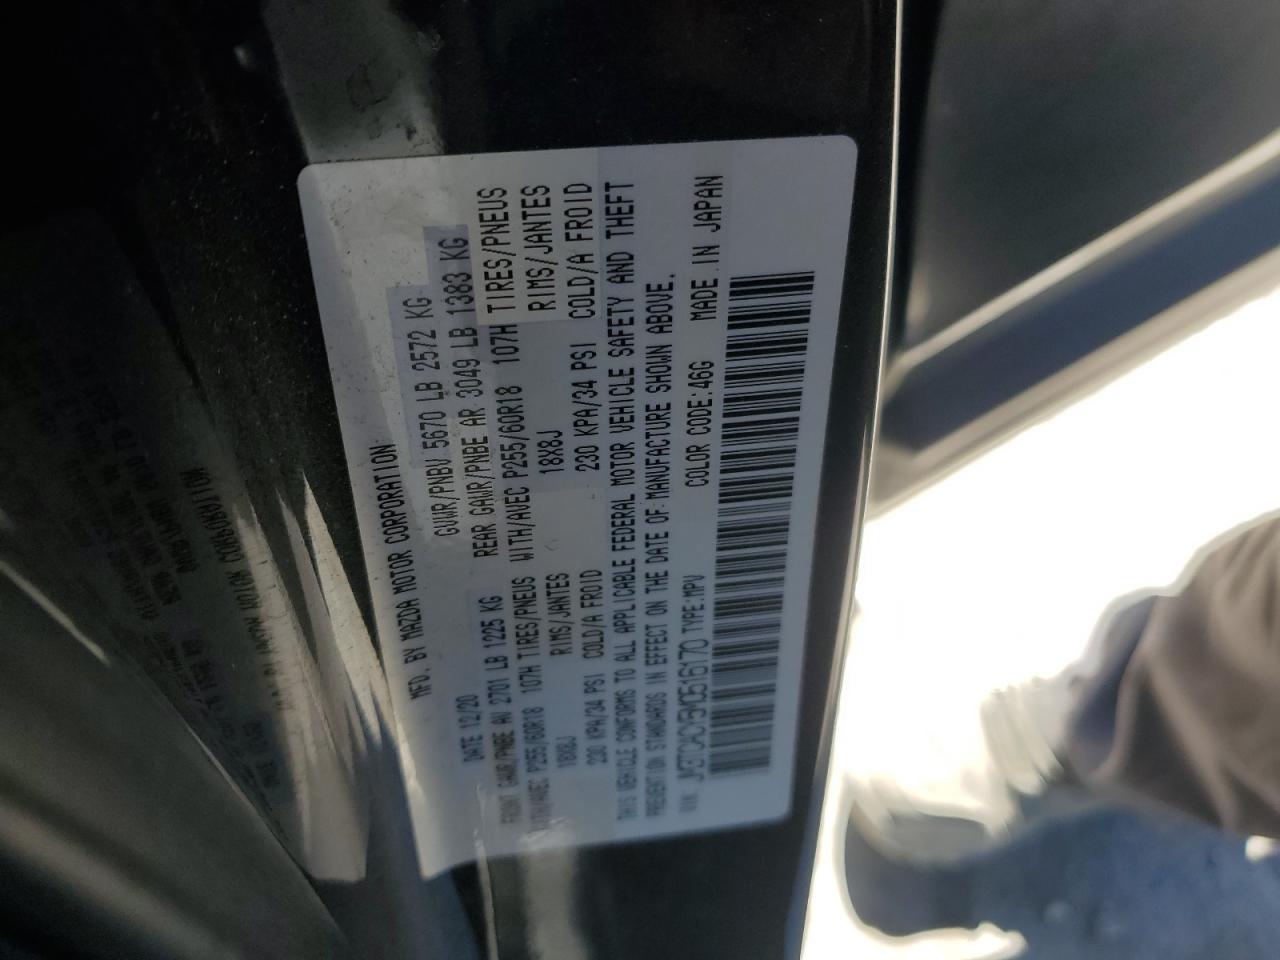 MFD. BY MAZDA MOTOR CORPORATION
DATE 12/20 GVWR/PNBV 5670 LB 2572 KG
FRONT GAWR/PNBE AV 2701 LB 1225 KG REAR GAWR/PNBE AR 3049 LB 1383 KG
WITH/AVEC P255/60R18 107H TIRES/PNEUS WITH/AVEC P255/60R18 107H TIRES/PNEUS
18X8J RIMS/JANTES 18X8J RIMS/JANTES
230 KPA/34 PSI COLD/A FROID 230 KPA/34 PSI COLD/A FROID
THIS VEHICLE CONFORMS TO ALL APPLICABLE FEDERAL MOTOR VEHICLE SAFETY AND THEFT
PREVENTION STANDARDS IN EFFECT ON THE DATE OF MANUFACTURE SHOWN ABOVE.
TYPE:MPV COLOR CODE:46G MADE IN JAPAN